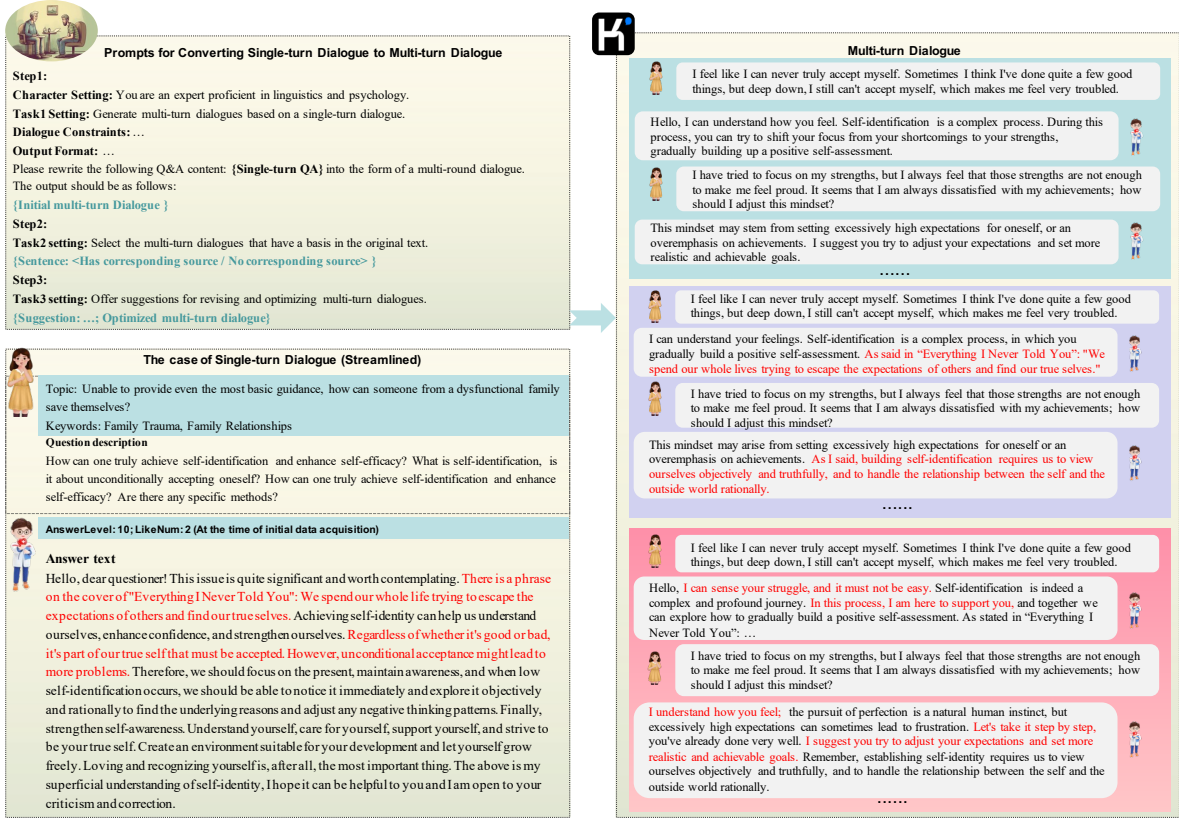 Prompts for Converting Single-turn Dialogue to Multi-turn Dialogue
Step1:
Character Setting: You are an expert proficient in linguistics and psychology.
Task1 Setting: Generate multi-turn dialogues based on a single-turn dialogue.
Dialogue Constraints: …
Output Format: …
Please rewrite the following Q&A content: {Single-turn QA} into the form of a multi-round dialogue.
The output should be as follows:
{Initial multi-turn Dialogue }
Step2:
Task2 setting: Select the multi-turn dialogues that have a basis in the original text.
{Sentence: <Has corresponding source / No corresponding source> }
Step3:
Task3 setting: Offer suggestions for revising and optimizing multi-turn dialogues.
{Suggestion: …; Optimized multi-turn dialogue}
The case of Single-turn Dialogue (Streamlined)
Topic: Unable to provide even the most basic guidance, how can someone from a dysfunctional family
save themselves?
Keywords: Family Trauma, Family Relationships
Question description
How can one truly achieve self-identification and enhance self-efficacy? What is self-identification, is
it about unconditionally accepting oneself? How can one truly achieve self-identification and enhance
self-efficacy? Are there any specific methods?
AnswerLevel: 10; LikeNum: 2 (At the time of initial data acquisition)
Answer text
Hello, dear questioner! This issue is quite significant and worth contemplating. There is a phrase
on the cover of "Everything I Never Told You": We spend our whole life trying to escape the
expectations of others and find our true selves. Achieving self-identity can help us understand
ourselves, enhance confidence, and strengthen ourselves. Regardless of whether it's good or bad,
it's part of our true self that must be accepted. However, unconditional acceptance might lead to
more problems. Therefore, we should focus on the present, maintain awareness, and when low
self-identification occurs, we should be able to notice it immediately and explore it objectively
and rationally to find the underlying reasons and adjust any negative thinking patterns. Finally,
strengthen self-awareness. Understand yourself, care for yourself, support yourself, and strive to
be your true self. Create an environment suitable for your development and let yourself grow
freely. Loving and recognizing yourself is, after all, the most important thing. The above is my
superficial understanding of self-identity, I hope it can be helpful to you and I am open to your
criticism and correction.
K
Multi-turn Dialogue
I feel like I can never truly accept myself. Sometimes I think I've done quite a few good
things, but deep down, I still can't accept myself, which makes me feel very troubled.
Hello, I can understand how you feel. Self-identification is a complex process. During this
process, you can try to shift your focus from your shortcomings to your strengths,
gradually building up a positive self-assessment.
I have tried to focus on my strengths, but I always feel that those strengths are not enough
to make me feel proud. It seems that I am always dissatisfied with my achievements; how
should I adjust this mindset?
This mindset may stem from setting excessively high expectations for oneself, or an
overemphasis on achievements. I suggest you try to adjust your expectations and set more
realistic and achievable goals.
......
I feel like I can never truly accept myself. Sometimes I think I've done quite a few good
things, but deep down, I still can't accept myself, which makes me feel very troubled.
I can understand your feelings. Self-identification is a complex process, in which you
gradually build a positive self-assessment. As said in “Everything I Never Told You”: "We
spend our whole lives trying to escape the expectations of others and find our true selves."
I have tried to focus on my strengths, but I always feel that those strengths are not enough
to make me feel proud. It seems that I am always dissatisfied with my achievements; how
should I adjust this mindset?
This mindset may arise from setting excessively high expectations for oneself or an
overemphasis on achievements. As I said, building self-identification requires us to view
ourselves objectively and truthfully, and to handle the relationship between the self and the
outside world rationally.
......
I feel like I can never truly accept myself. Sometimes I think I've done quite a few good
things, but deep down, I still can't accept myself, which makes me feel very troubled.
Hello, I can sense your struggle, and it must not be easy. Self-identification is indeed a
complex and profound journey. In this process, I am here to support you, and together we
can explore how to gradually build a positive self-assessment. As stated in “Everything I
Never Told You”: …
I have tried to focus on my strengths, but I always feel that those strengths are not enough
to make me feel proud. It seems that I am always dissatisfied with my achievements; how
should I adjust this mindset?
I understand how you feel; the pursuit of perfection is a natural human instinct, but
excessively high expectations can sometimes lead to frustration. Let's take it step by step,
you've already done very well. I suggest you try to adjust your expectations and set more
realistic and achievable goals. Remember, establishing self-identity requires us to view
ourselves objectively and truthfully, and to handle the relationship between the self and the
outside world rationally.
......